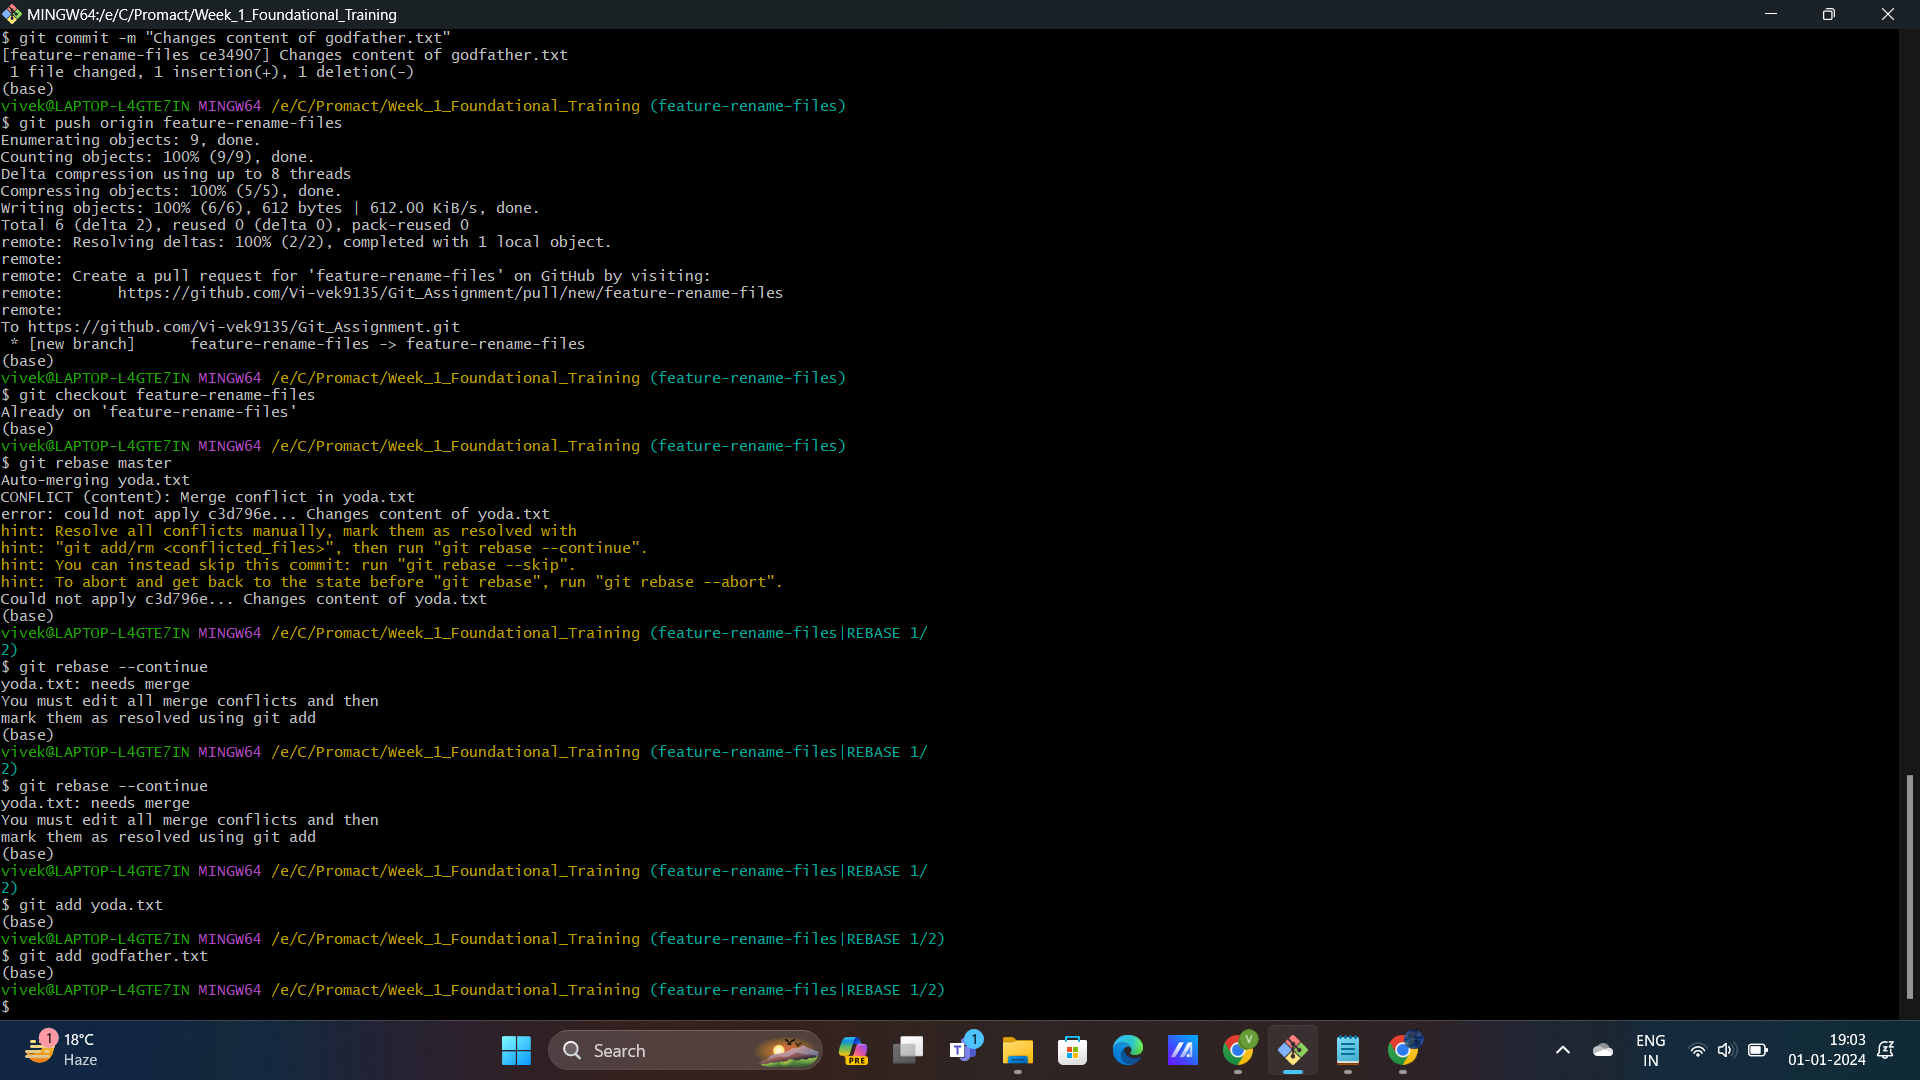 MINGW64:/e/C/Promact/Week_1_Foundational_Training
$ git commit -m "Changes content of godfather.txt"
[feature-rename-files ce34907] Changes content of godfather.txt
 1 file changed, 1 insertion(+), 1 deletion(-)
(base)
vivek@LAPTOP-L4GTE7IN MINGW64 /e/C/Promact/Week_1_Foundational_Training (feature-rename-files)
$ git push origin feature-rename-files
Enumerating objects: 9, done.
Counting objects: 100% (9/9), done.
Delta compression using up to 8 threads
Compressing objects: 100% (5/5), done.
Writing objects: 100% (6/6), 612 bytes | 612.00 KiB/s, done.
Total 6 (delta 2), reused 0 (delta 0), pack-reused 0
remote: Resolving deltas: 100% (2/2), completed with 1 local object.
remote:
remote: Create a pull request for 'feature-rename-files' on GitHub by visiting:
remote:      https://github.com/Vi-vek9135/Git_Assignment/pull/new/feature-rename-files
remote:
To https://github.com/Vi-vek9135/Git_Assignment.git
 * [new branch]      feature-rename-files -> feature-rename-files
(base)
vivek@LAPTOP-L4GTE7IN MINGW64 /e/C/Promact/Week_1_Foundational_Training (feature-rename-files)
$ git checkout feature-rename-files
Already on 'feature-rename-files'
(base)
vivek@LAPTOP-L4GTE7IN MINGW64 /e/C/Promact/Week_1_Foundational_Training (feature-rename-files)
$ git rebase master
Auto-merging yoda.txt
CONFLICT (content): Merge conflict in yoda.txt
error: could not apply c3d796e... Changes content of yoda.txt
hint: Resolve all conflicts manually, mark them as resolved with
hint: "git add/rm <conflicted_files>", then run "git rebase --continue".
hint: You can instead skip this commit: run "git rebase --skip".
hint: To abort and get back to the state before "git rebase", run "git rebase --abort".
Could not apply c3d796e... Changes content of yoda.txt
(base)
vivek@LAPTOP-L4GTE7IN MINGW64 /e/C/Promact/Week_1_Foundational_Training (feature-rename-files|REBASE 1/
2)
$ git rebase --continue
yoda.txt: needs merge
You must edit all merge conflicts and then
mark them as resolved using git add
(base)
vivek@LAPTOP-L4GTE7IN MINGW64 /e/C/Promact/Week_1_Foundational_Training (feature-rename-files|REBASE 1/
2)
$ git rebase --continue
yoda.txt: needs merge
You must edit all merge conflicts and then
mark them as resolved using git add
(base)
vivek@LAPTOP-L4GTE7IN MINGW64 /e/C/Promact/Week_1_Foundational_Training (feature-rename-files|REBASE 1/
2)
$ git add yoda.txt
(base)
vivek@LAPTOP-L4GTE7IN MINGW64 /e/C/Promact/Week_1_Foundational_Training (feature-rename-files|REBASE 1/2)
$ git add godfather.txt
(base)
vivek@LAPTOP-L4GTE7IN MINGW64 /e/C/Promact/Week_1_Foundational_Training (feature-rename-files|REBASE 1/2)
$
1
18°C
Haze
Search
PRE
T
1
V
ENG
IN
19:03
01-01-2024